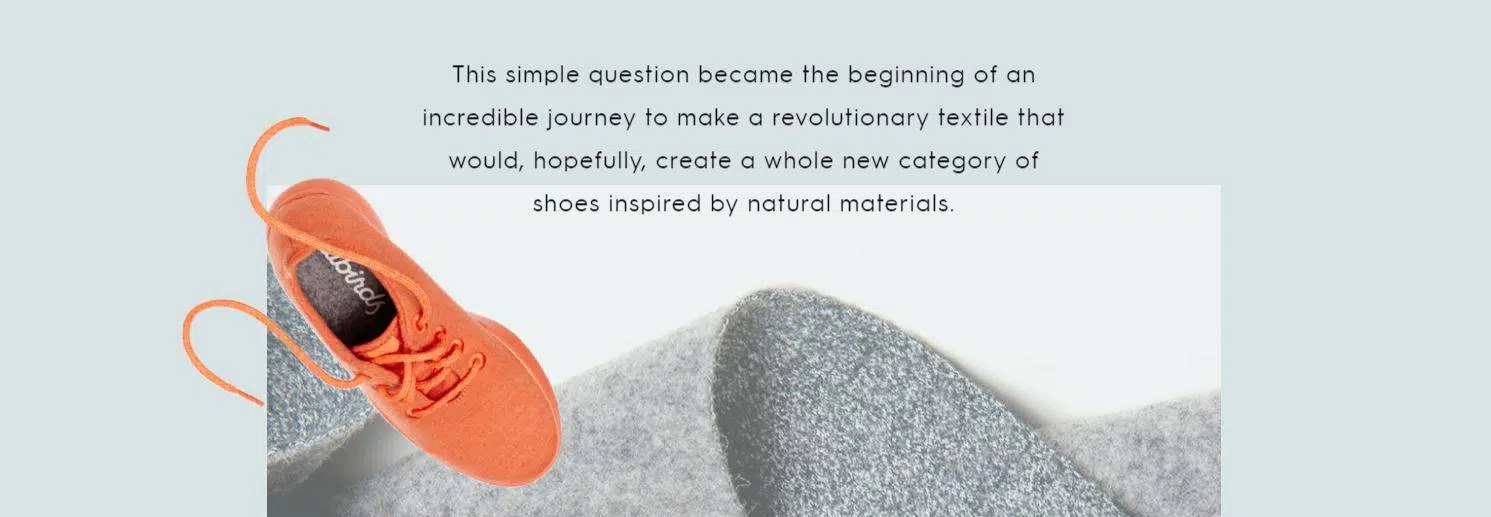 This simple question became the beginning of an
incredible journey to make a revolutionary textile that
would, hopefully, create a whole new category of
shoes inspired by natural materials.
birds